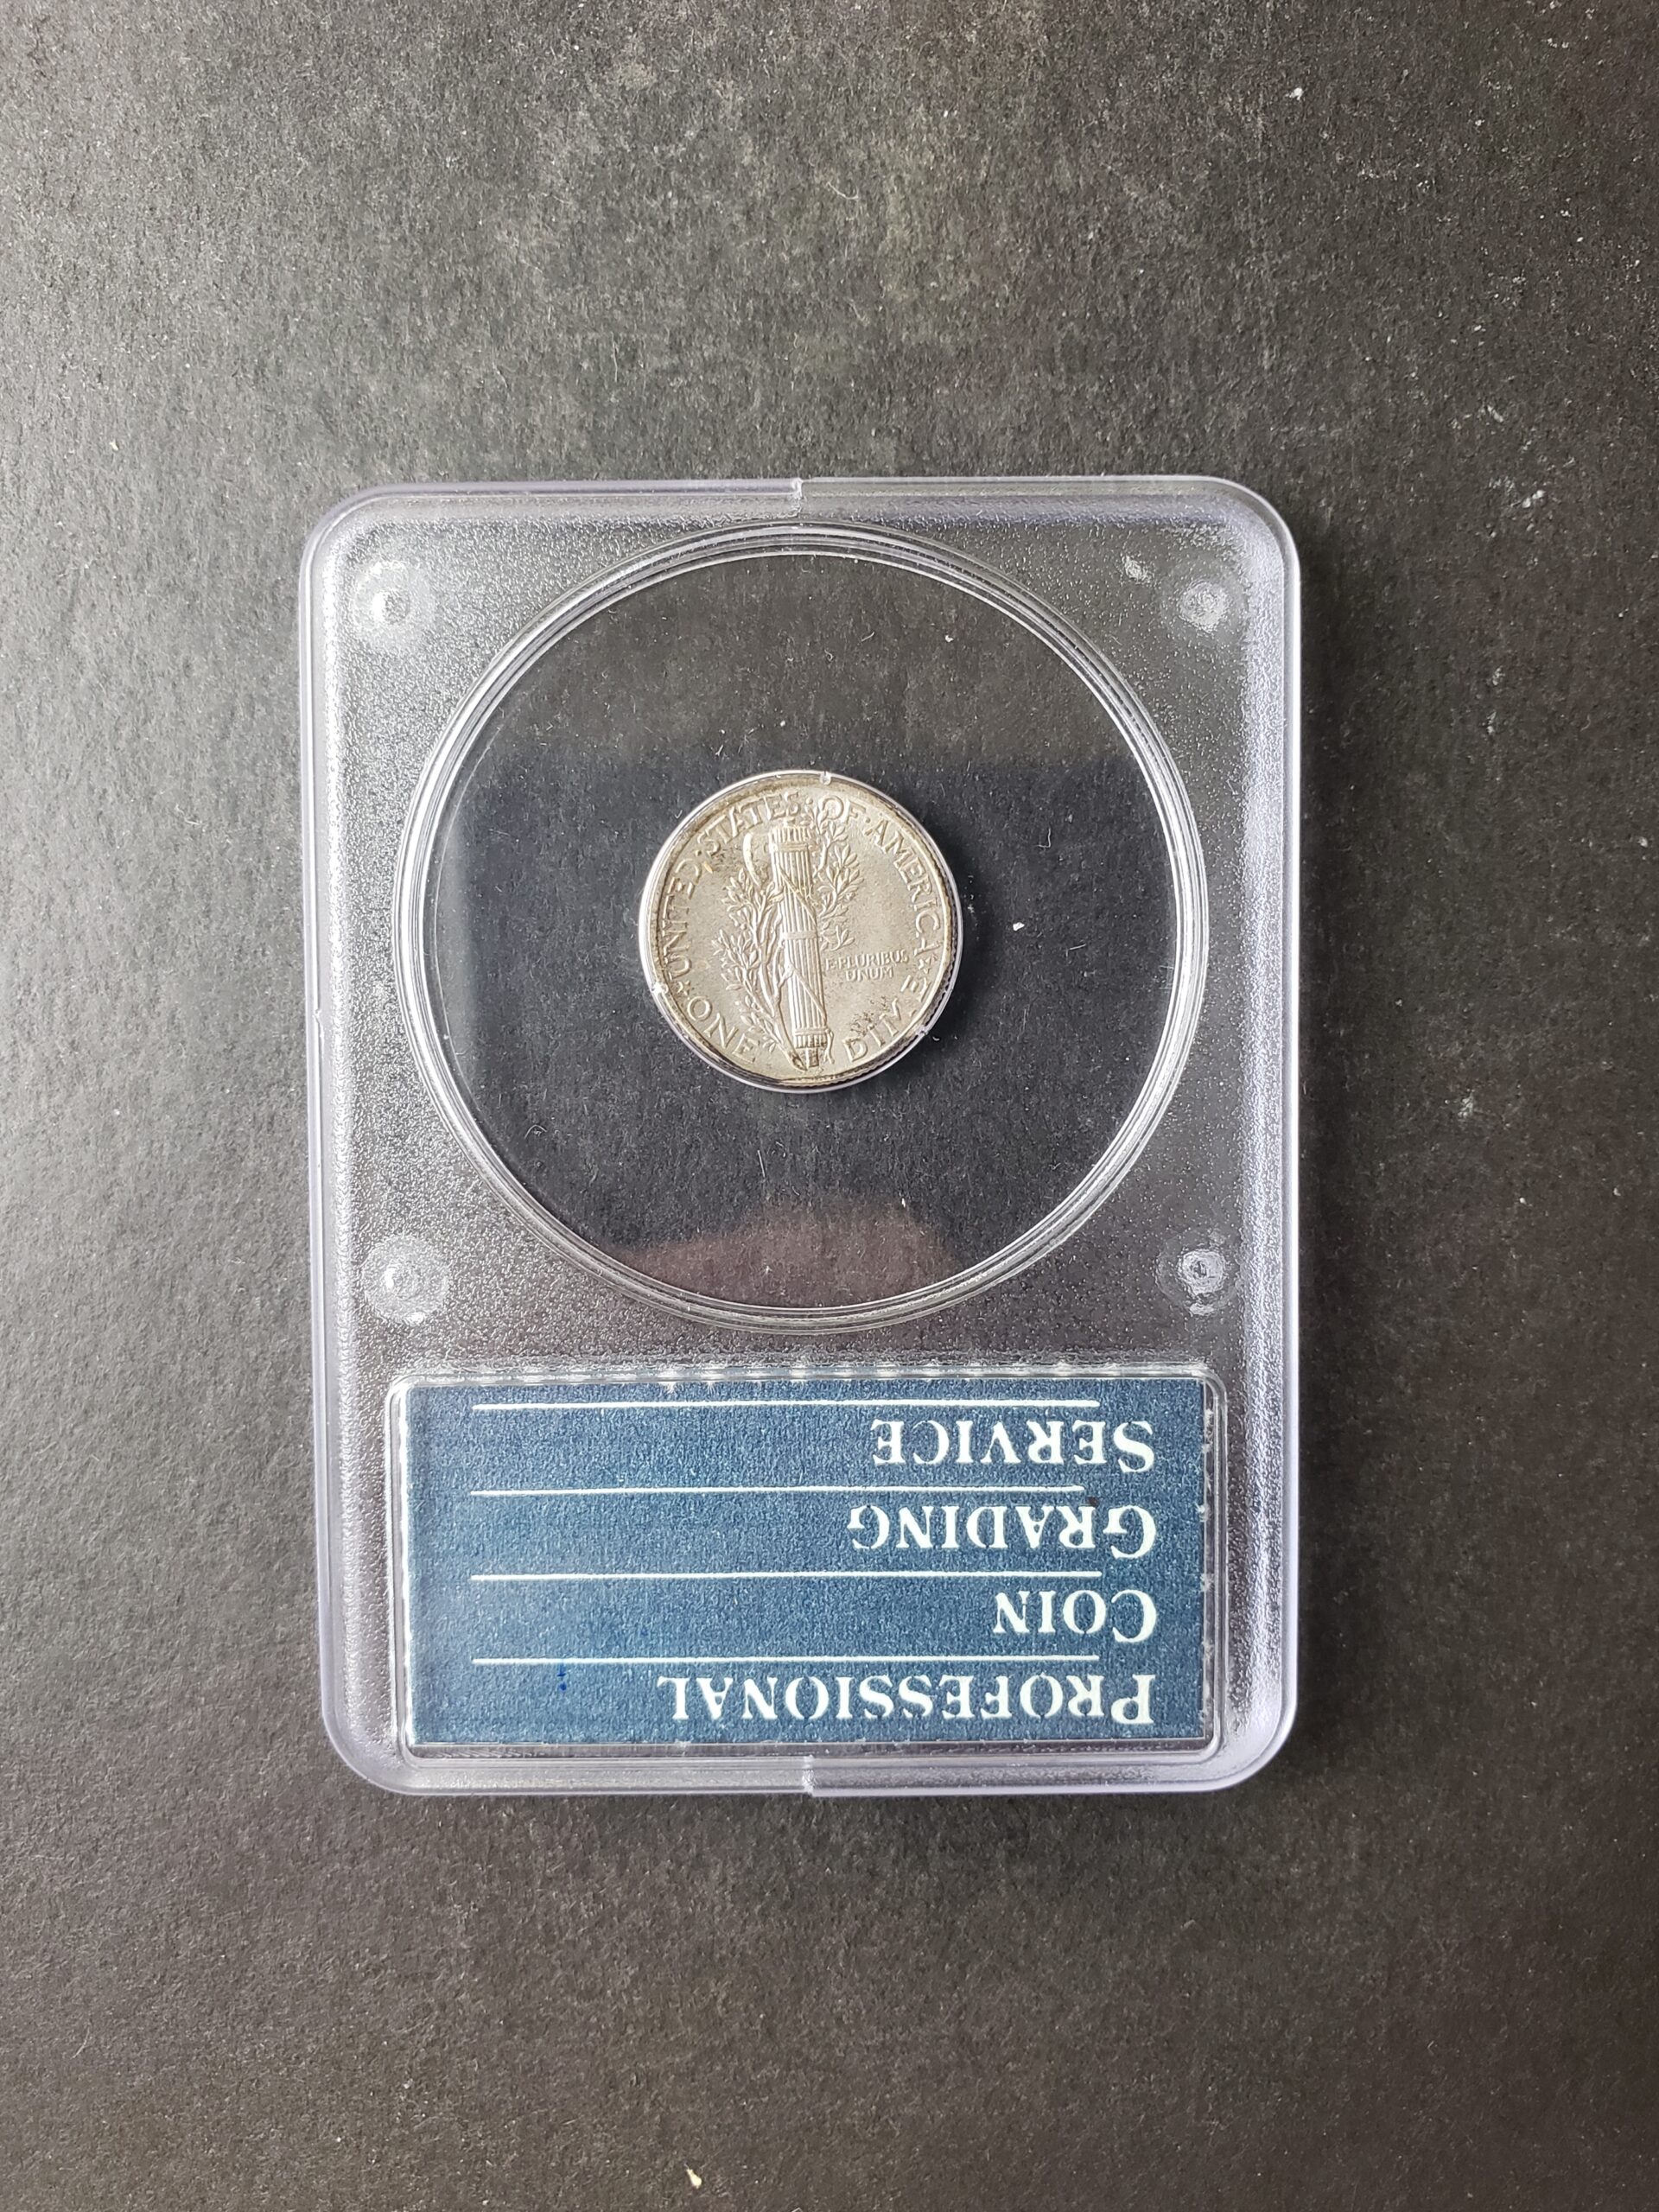 UNITED·STATES·OF·AMERICA
E·PLURIBUS
UNUM
ONE DIME
PROFESSIONAL
COIN
GRADING
SERVICE